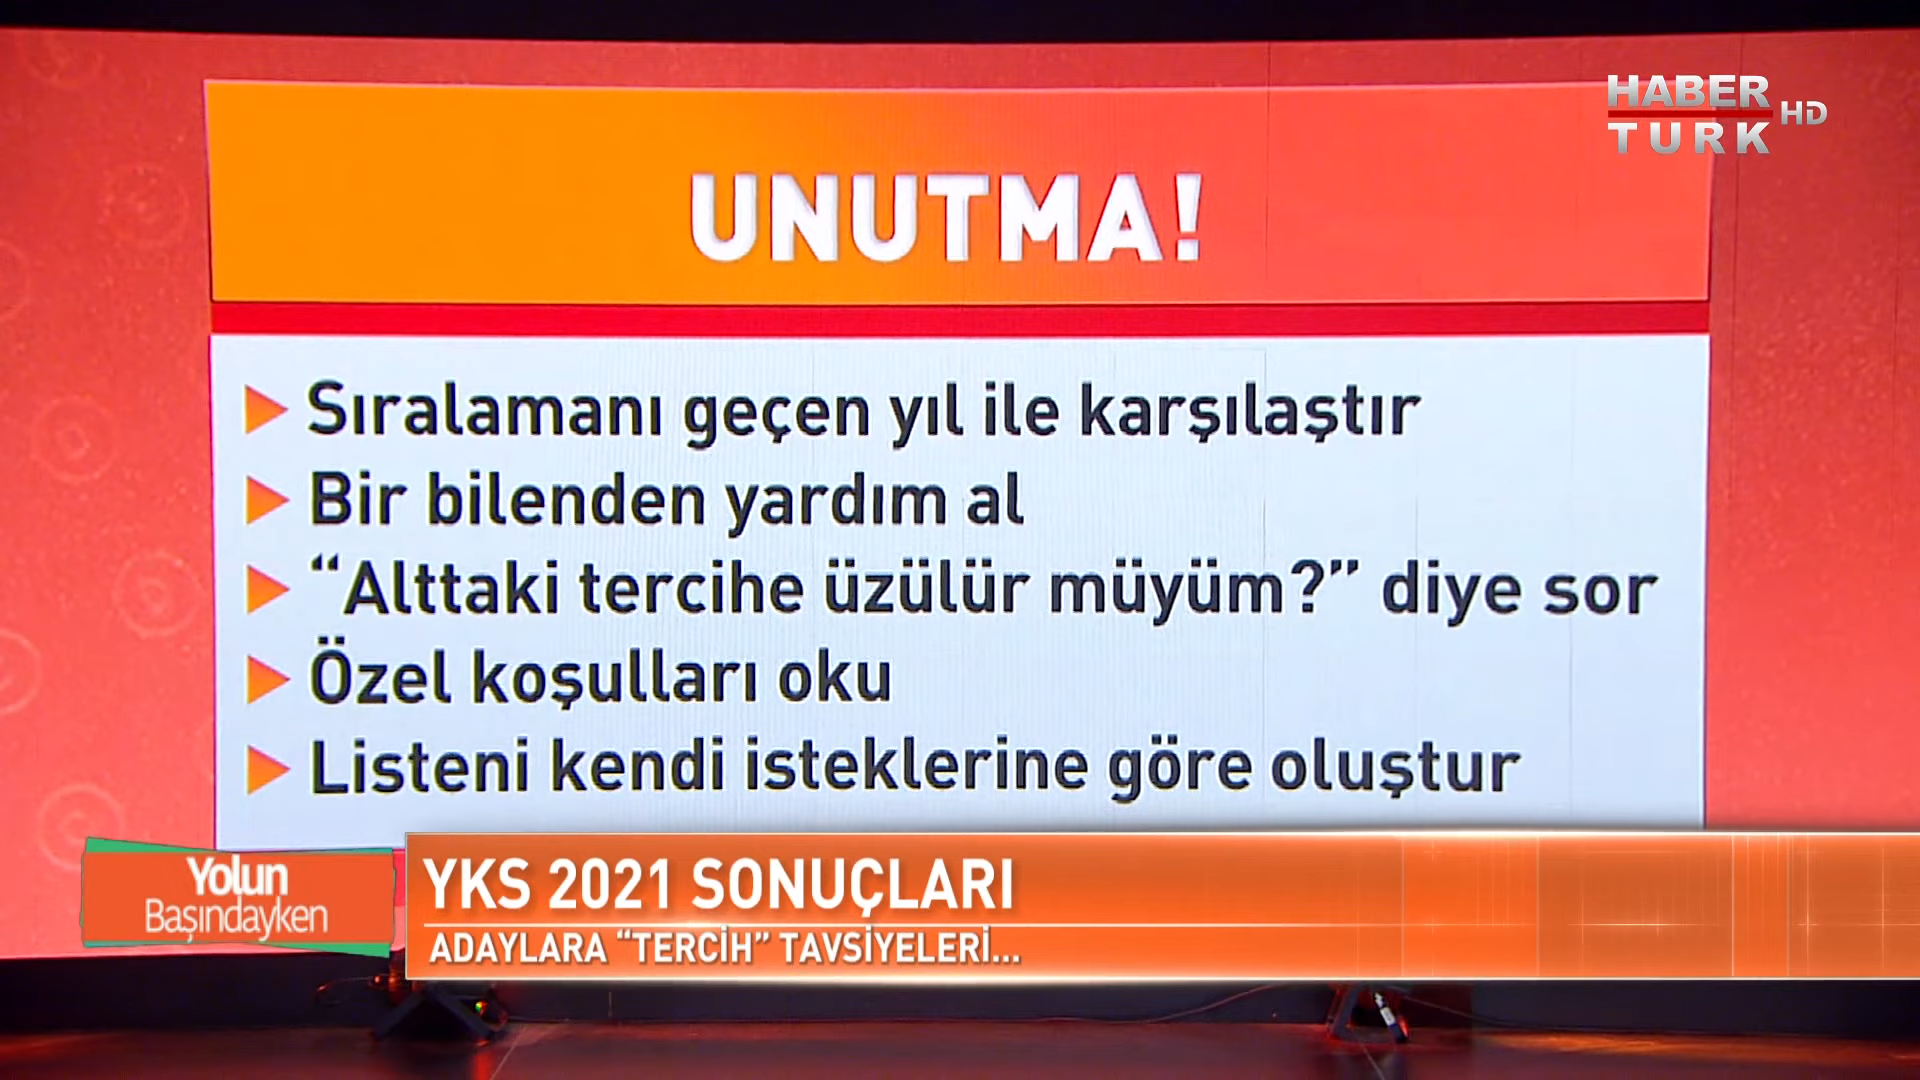 HABER
TURK HD
UNUTMA!
Sıralamanı geçen yıl ile karşılaştır
Bir bilenden yardım al
“Alttaki tercihe üzülür müyüm?” diye sor
Özel koşulları oku
Listeni kendi isteklerine göre oluştur
Yolun
Başındayken
YKS 2021 SONUÇLARI
ADAYLARA “TERCİH” TAVSİYELERİ...